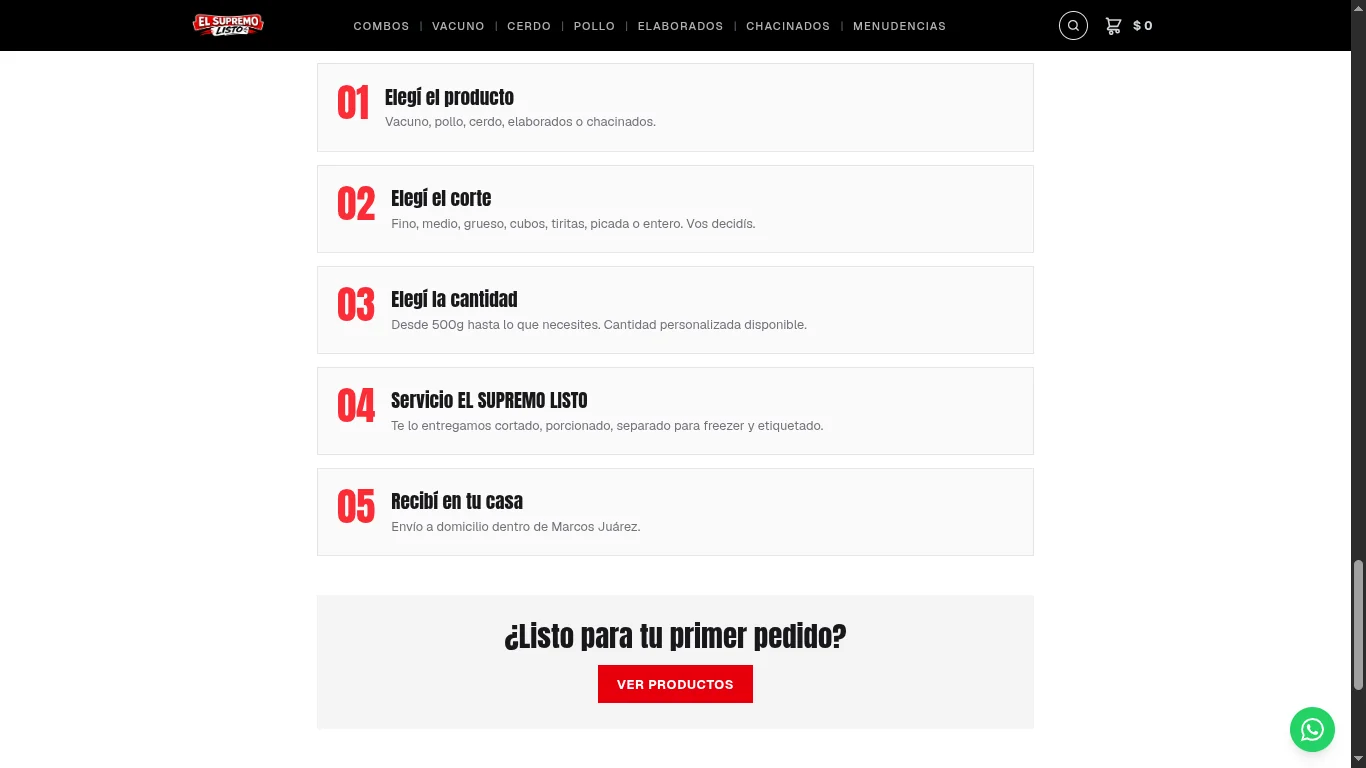 EL SUPREMO
LISTO
COMBOS | VACUNO | CERDO | POLLO | ELABORADOS | CHACINADOS | MENUDENCIAS
$ 0
01
Elegí el producto
Vacuno, pollo, cerdo, elaborados o chacinados.
02
Elegí el corte
Fino, medio, grueso, cubos, tiritas, picada o entero. Vos decidís.
03
Elegí la cantidad
Desde 500g hasta lo que necesites. Cantidad personalizada disponible.
04
Servicio EL SUPREMO LISTO
Te lo entregamos cortado, porcionado, separado para freezer y etiquetado.
05
Recibí en tu casa
Envío a domicilio dentro de Marcos Juárez.
¿Listo para tu primer pedido?
VER PRODUCTOS